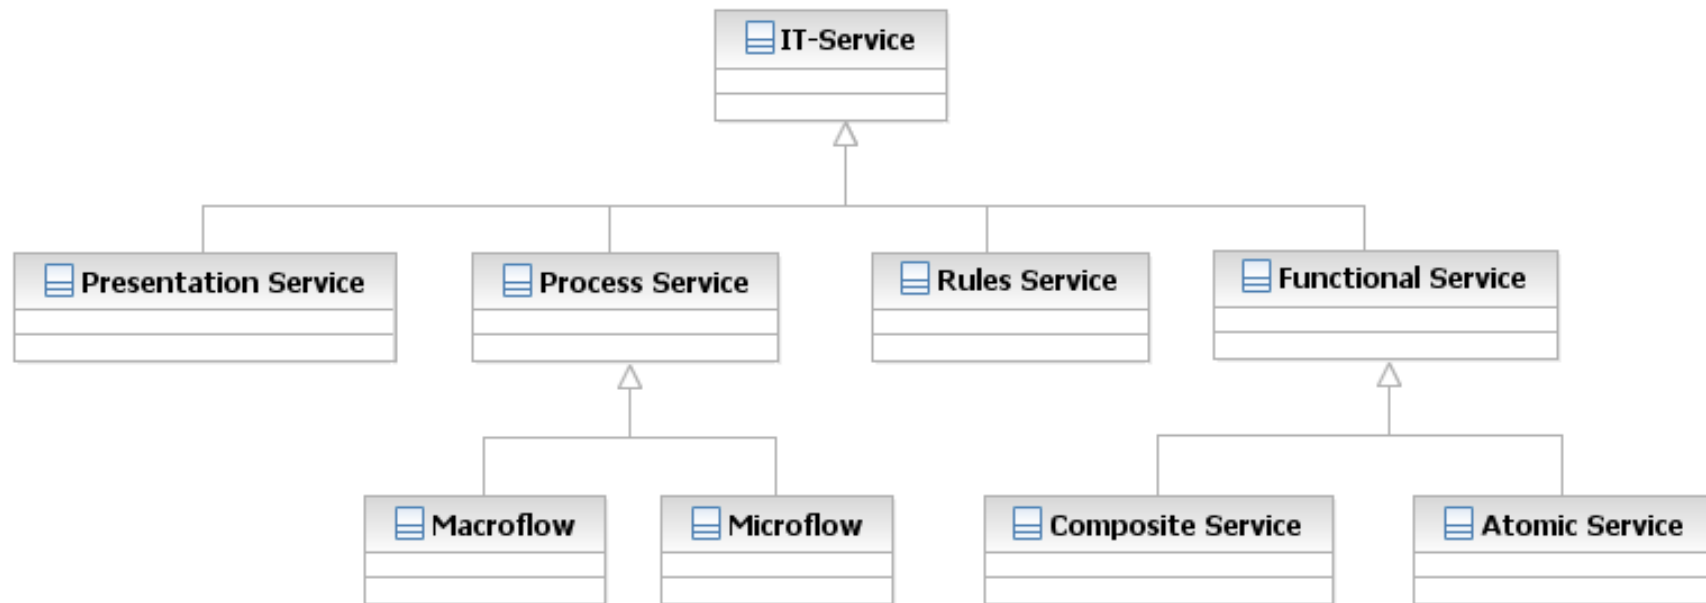 IT-Service
Presentation Service
Process Service
Rules Service
Functional Service
Macroflow
Microflow
Composite Service
Atomic Service